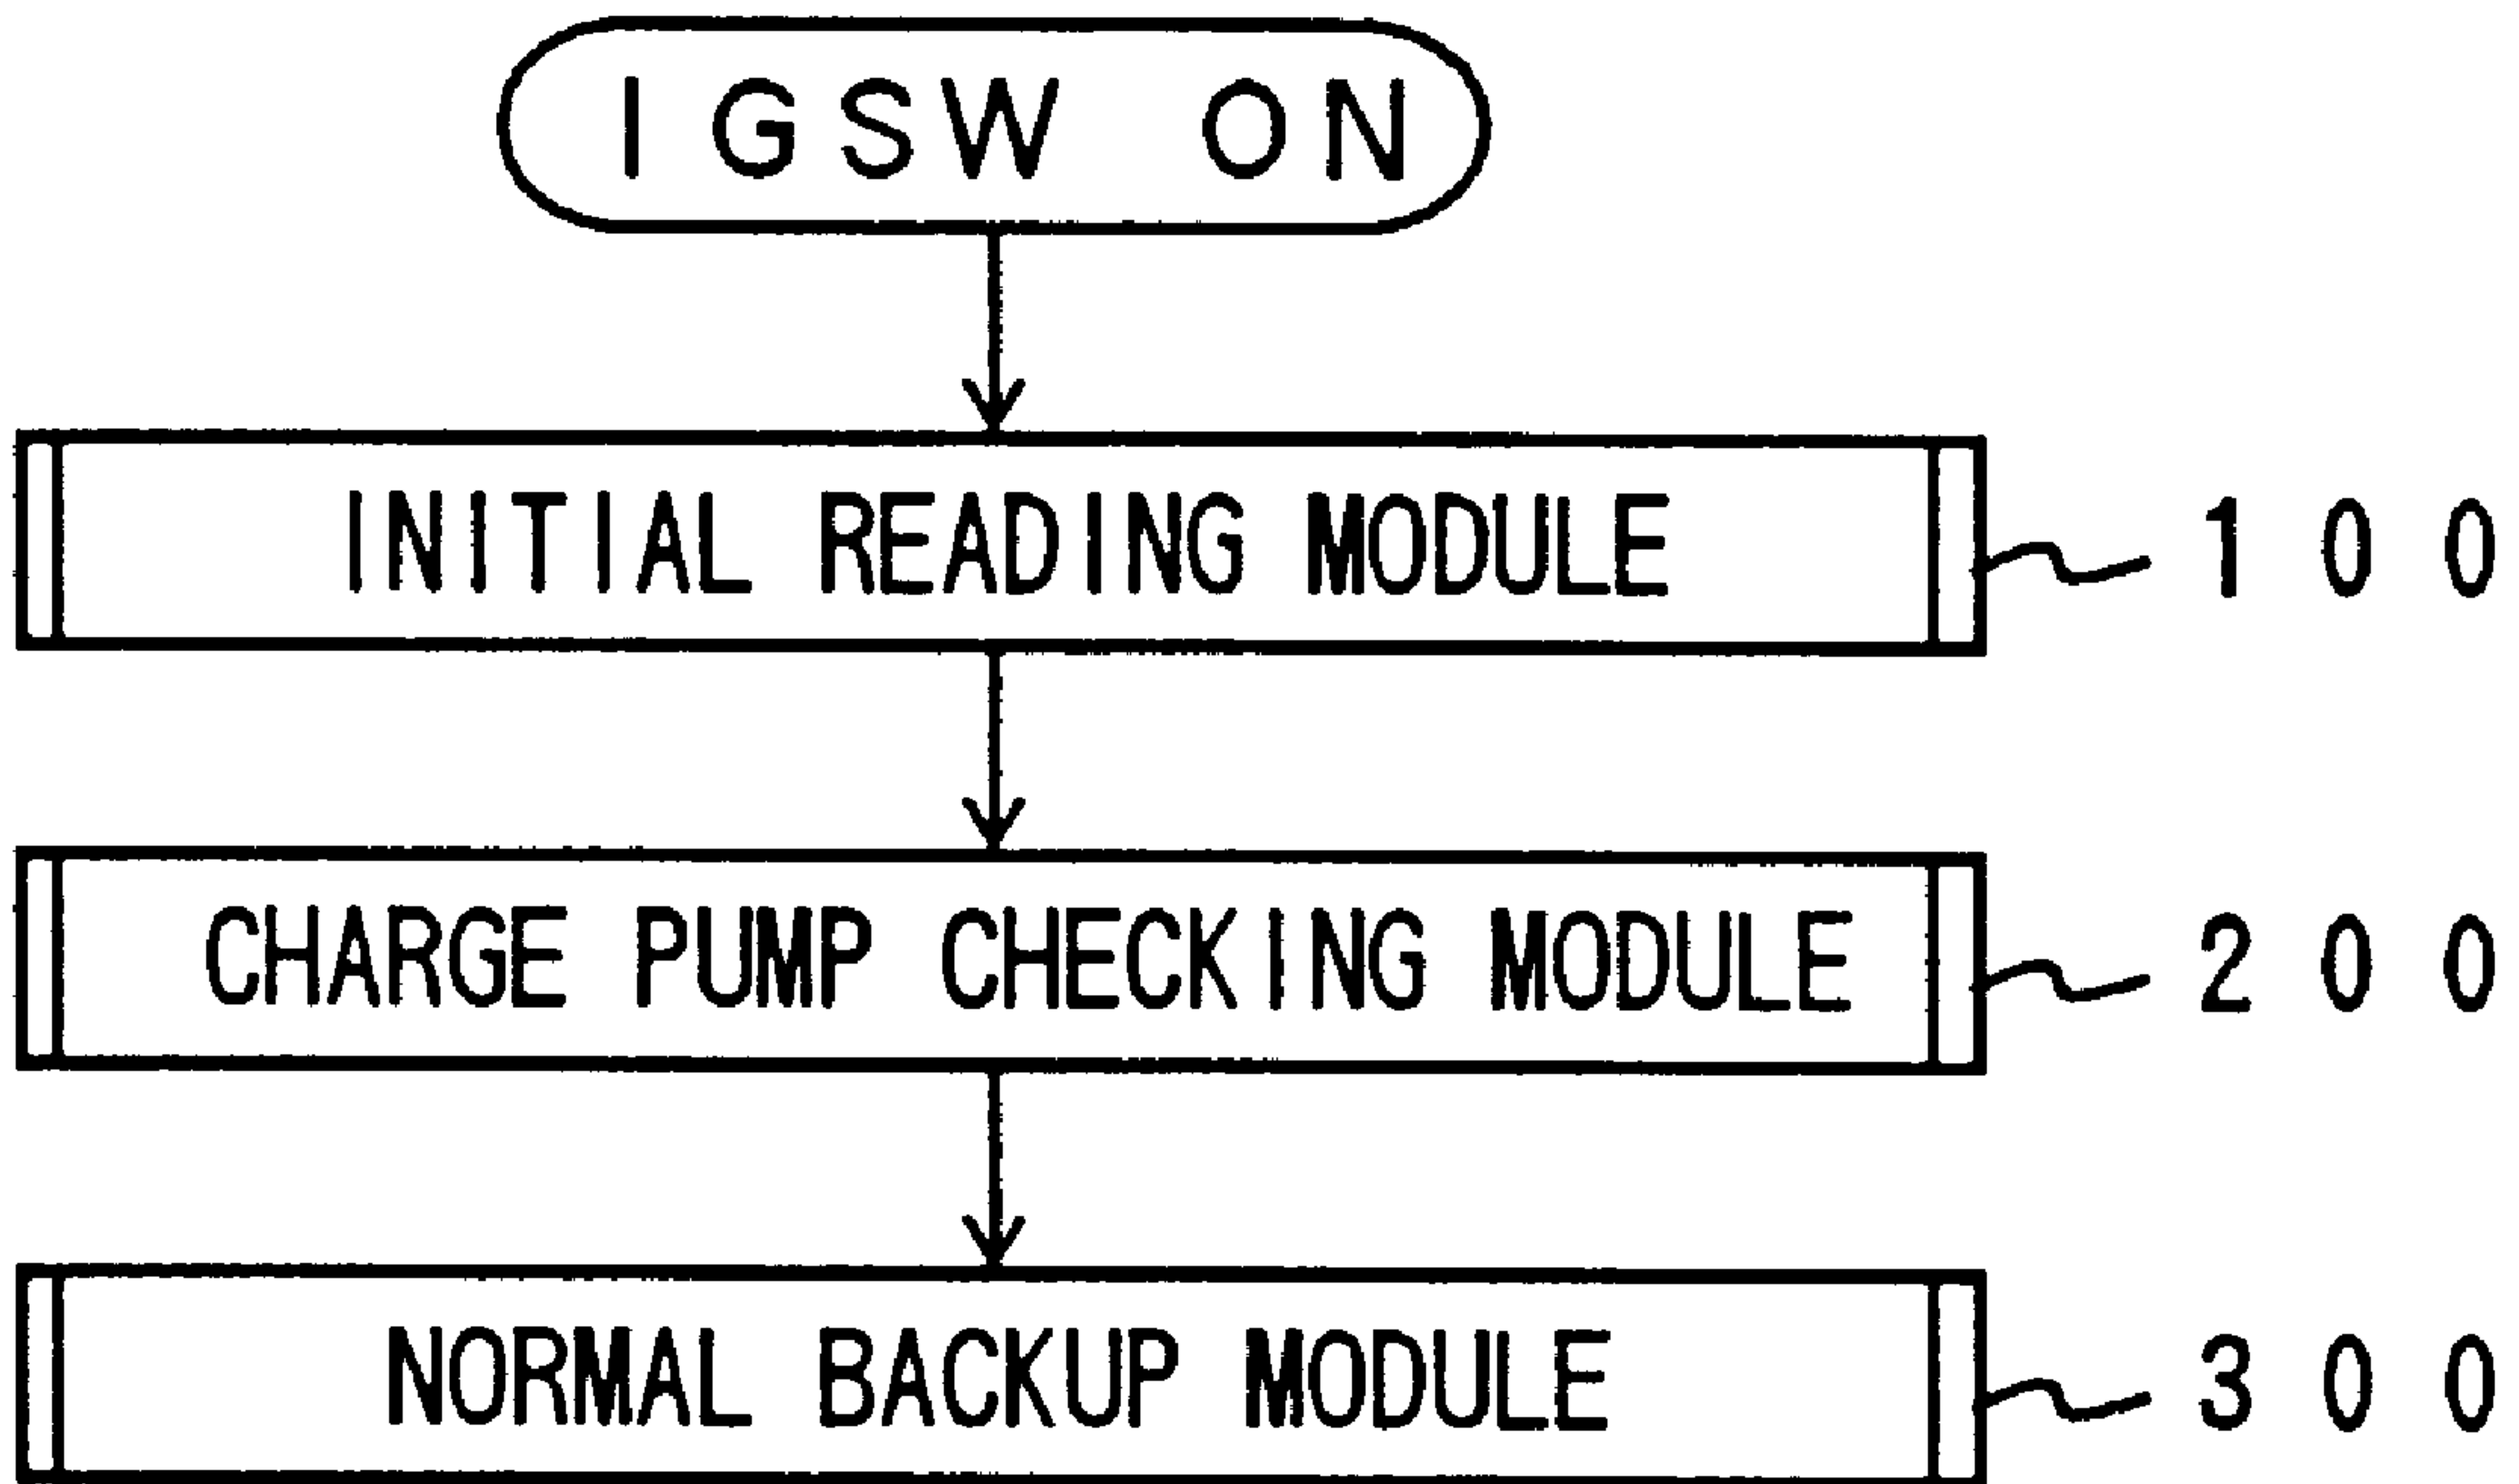 IGSW ON
INITIAL READING MODULE 100
CHARGE PUMP CHECKING MODULE 200
NORMAL BACKUP MODULE 300